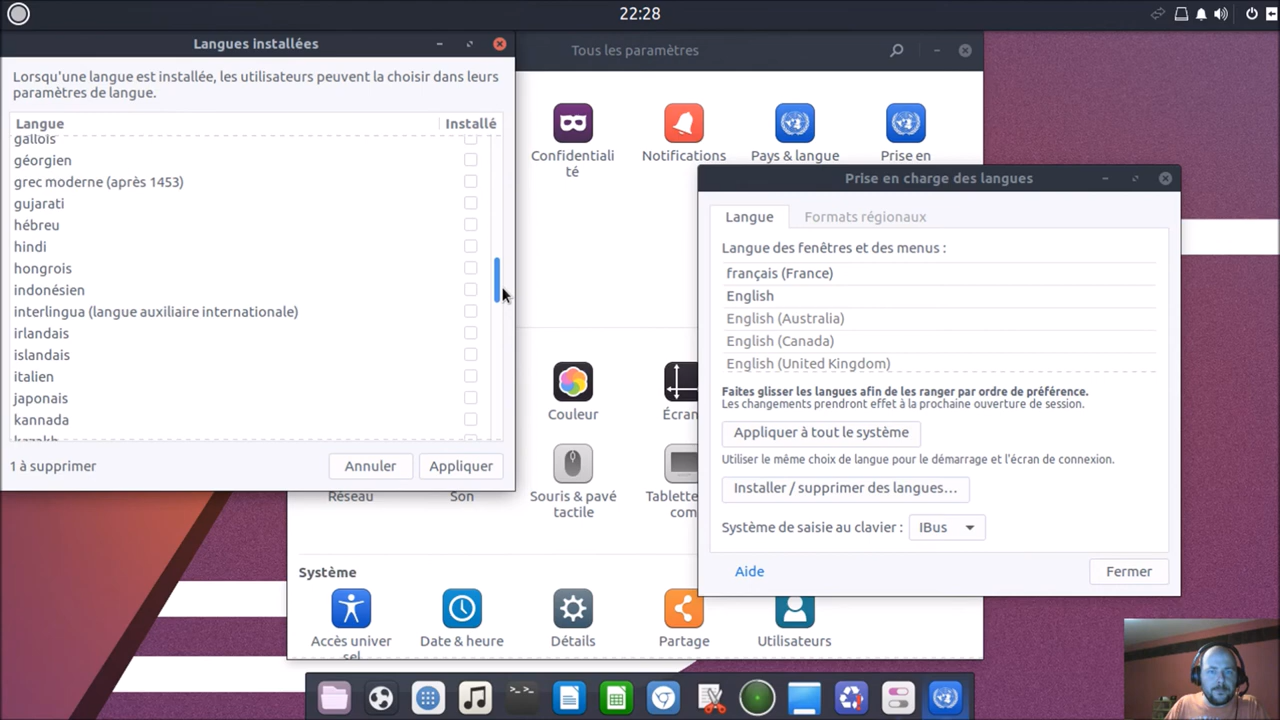 22:28
Langues installées
Lorsqu'une langue est installée, les utilisateurs peuvent la choisir dans leurs
paramètres de langue.
Langue Installé
gallois
géorgien
grec moderne (après 1453)
gujarati
hébreu
hindi
hongrois
indonésien
interlingua (langue auxiliaire internationale)
irlandais
islandais
italien
japonais
kannada
kazakh
1 à supprimer
Annuler
Appliquer
Tous les paramètres
Confidentiali
té
Notifications
Pays & langue
Prise en
Couleur
Écran
Réseau
Son
Souris & pavé
tactile
Système
Accès univer
sel
Date & heure
Détails
Partage
Utilisateurs
Prise en charge des langues
Langue
Formats régionaux
Langue des fenêtres et des menus :
français (France)
English
English (Australia)
English (Canada)
English (United Kingdom)
Faites glisser les langues afin de les ranger par ordre de préférence.
Les changements prendront effet à la prochaine ouverture de session.
Appliquer à tout le système
Utiliser le même choix de langue pour le démarrage et l'écran de connexion.
Installer / supprimer des langues...
Système de saisie au clavier : IBus
Aide
Fermer